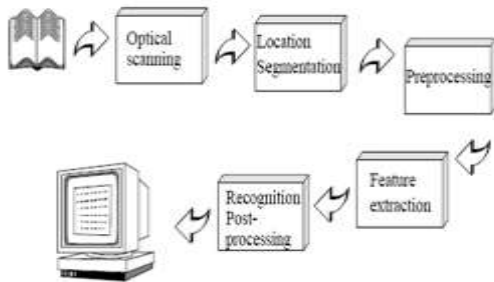 Optical
scanning
Location
Segmentation
Preprocessing
Feature
extraction
Recognition
Post-
processing